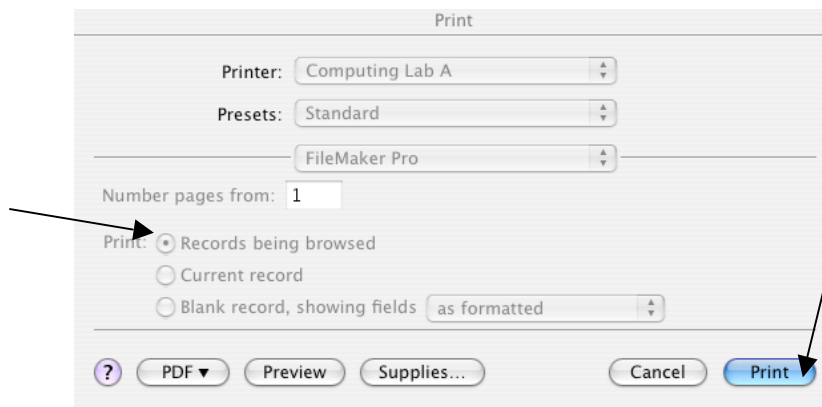 Print
Printer: Computing Lab A
Presets: Standard
FileMaker Pro
Number pages from: 1
Print: Records being browsed
Current record
Blank record, showing fields as formatted
? PDF ▼ Preview Supplies... Cancel Print